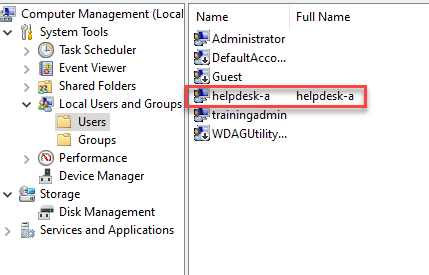 Computer Management (Local
System Tools
Task Scheduler
Event Viewer
Shared Folders
Local Users and Groups
Users
Groups
Performance
Device Manager
Storage
Disk Management
Services and Applications
Name Full Name
Administrator
DefaultAcco...
Guest
helpdesk-a helpdesk-a
trainingadmin
WDAGUtility...